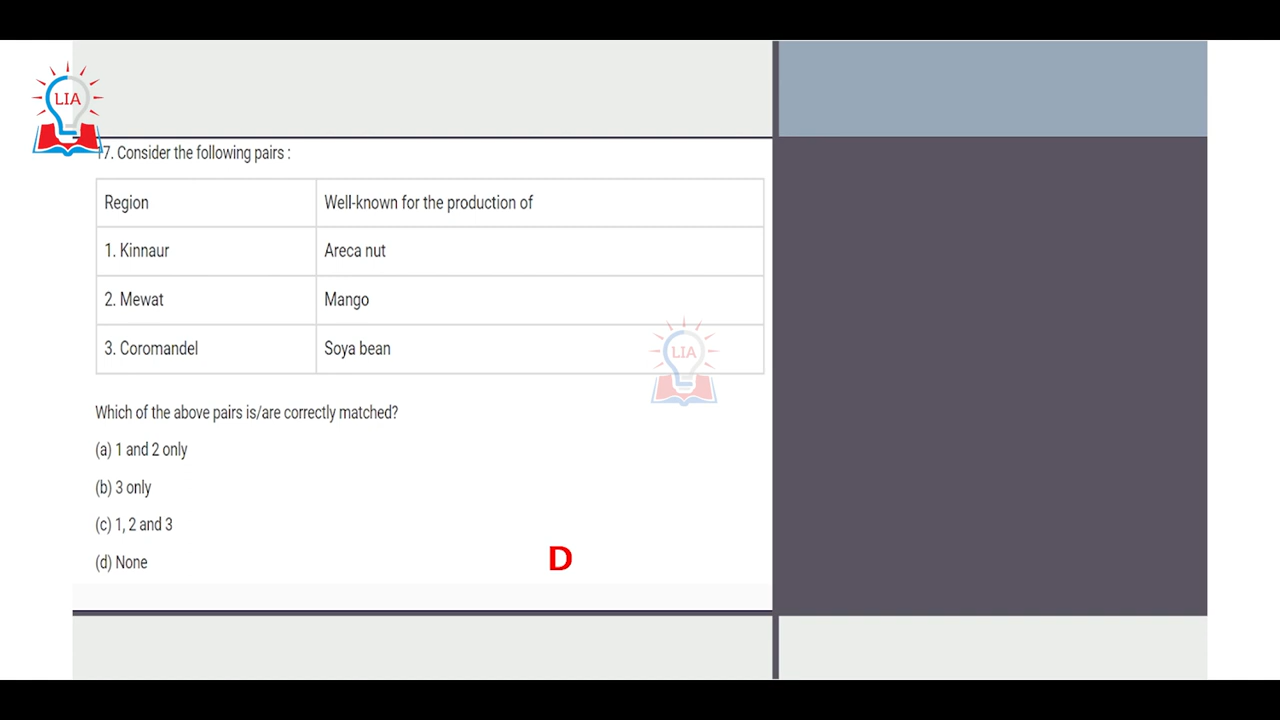 LIA
17. Consider the following pairs :
Region Well-known for the production of
1. Kinnaur Areca nut
2. Mewat Mango
3. Coromandel Soya bean
LIA
Which of the above pairs is/are correctly matched?
(a) 1 and 2 only
(b) 3 only
(c) 1, 2 and 3
(d) None
D